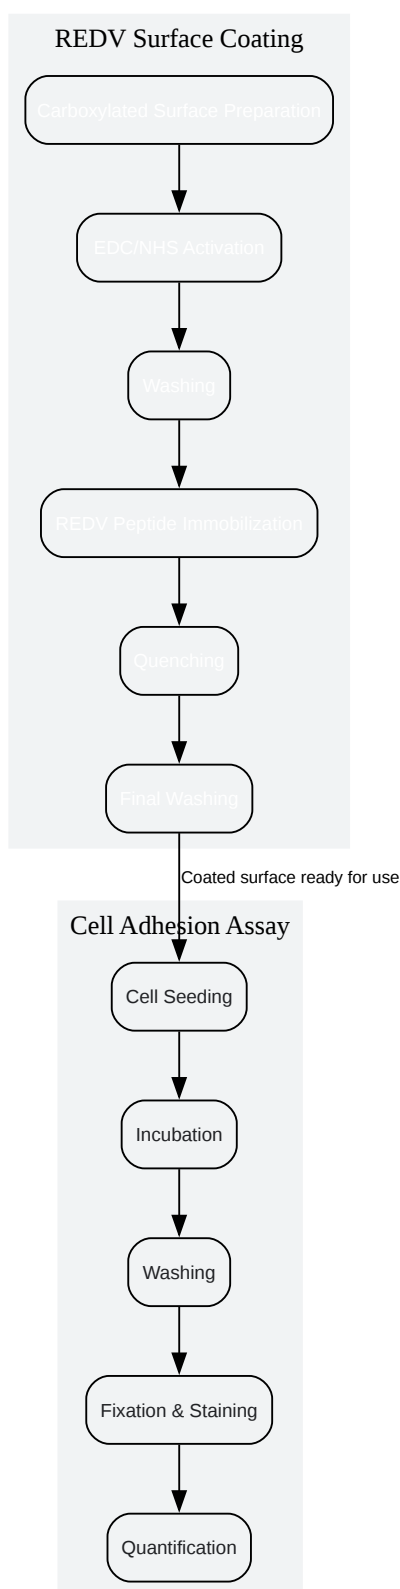 REDV Surface Coating
Carboxylated Surface Preparation
EDC/NHS Activation
Washing
REDV Peptide Immobilization
Quenching
Final Washing
Coated surface ready for use
Cell Adhesion Assay
Cell Seeding
Incubation
Washing
Fixation & Staining
Quantification